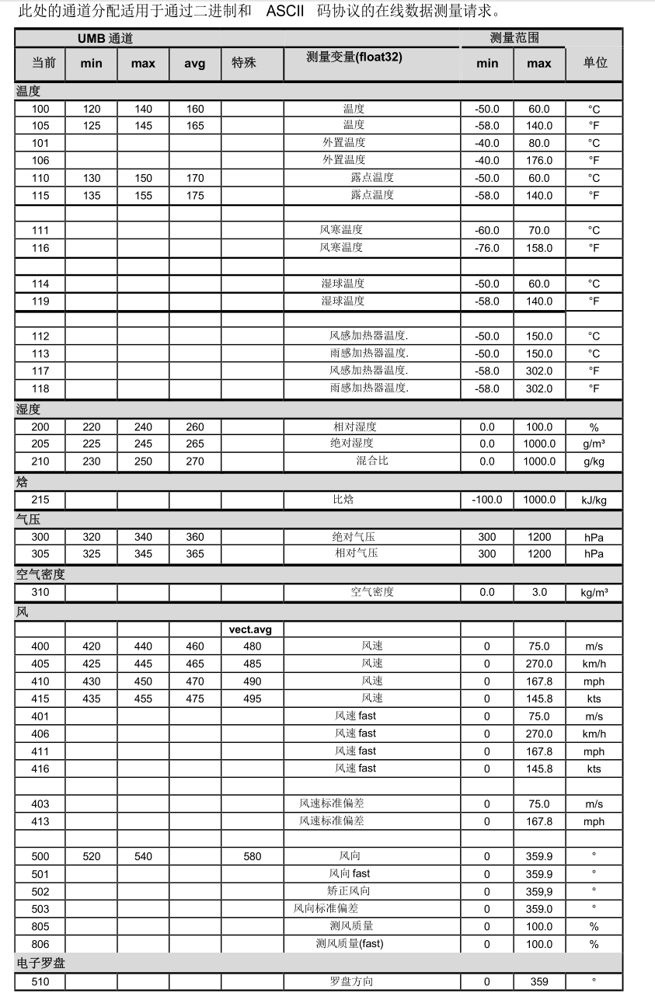 此处的通道分配适用于通过二进制和 ASCII 码协议的在线数据测量请求。
UMB 通道 测量范围
当前 min max avg 特殊 测量变量(float32) min max 单位
温度
100 120 140 160 温度 -50.0 60.0 °C
105 125 145 165 温度 -58.0 140.0 °F
101 外置温度 -40.0 80.0 °C
106 外置温度 -40.0 176.0 °F
110 130 150 170 露点温度 -50.0 60.0 °C
115 135 155 175 露点温度 -58.0 140.0 °F
111 风寒温度 -60.0 70.0 °C
116 风寒温度 -76.0 158.0 °F
114 湿球温度 -50.0 60.0 °C
119 湿球温度 -58.0 140.0 °F
112 风感加热器温度. -50.0 150.0 °C
113 雨感加热器温度. -50.0 150.0 °C
117 风感加热器温度. -58.0 302.0 °F
118 雨感加热器温度. -58.0 302.0 °F
湿度
200 220 240 260 相对湿度 0.0 100.0 %
205 225 245 265 绝对湿度 0.0 1000.0 g/m³
210 230 250 270 混合比 0.0 1000.0 g/kg
焓
215 比焓 -100.0 1000.0 kJ/kg
气压
300 320 340 360 绝对气压 300 1200 hPa
305 325 345 365 相对气压 300 1200 hPa
空气密度
310 空气密度 0.0 3.0 kg/m³
风
vect.avg
400 420 440 460 480 风速 0 75.0 m/s
405 425 445 465 485 风速 0 270.0 km/h
410 430 450 470 490 风速 0 167.8 mph
415 435 455 475 495 风速 0 145.8 kts
401 风速 fast 0 75.0 m/s
406 风速 fast 0 270.0 km/h
411 风速 fast 0 167.8 mph
416 风速 fast 0 145.8 kts
403 风速标准偏差 0 75.0 m/s
413 风速标准偏差 0 167.8 mph
500 520 540 580 风向 0 359.9 °
501 风向 fast 0 359.9 °
502 矫正风向 0 359,9 °
503 风向标准偏差 0 359.0 °
805 测风质量 0 100.0 %
806 测风质量(fast) 0 100.0 %
电子罗盘
510 罗盘方向 0 359 °